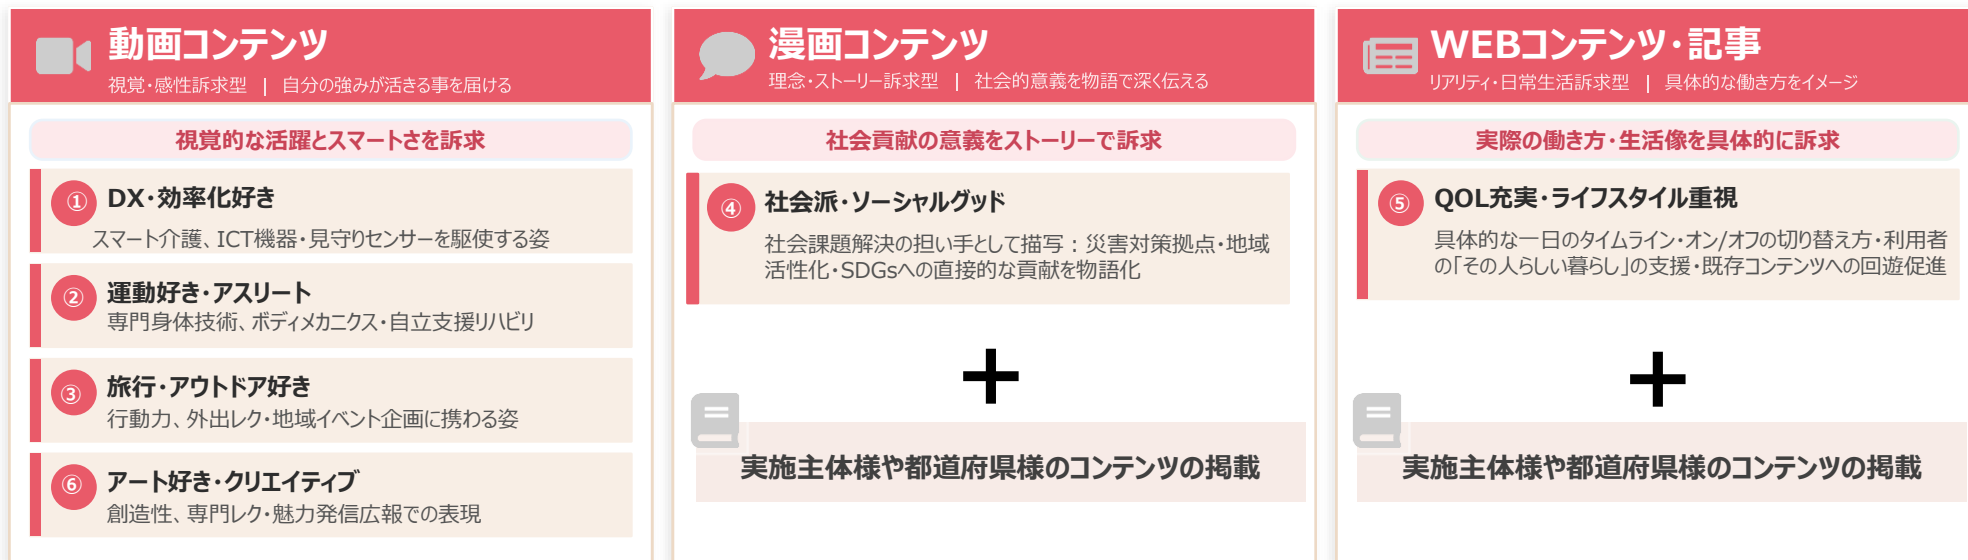 動画コンテンツ
視覚・感性訴求型 | 自分の強みが活きる事を届ける
視覚的な活躍とスマートさを訴求
① DX・効率化好き
スマート介護、ICT機器・見守りセンサーを駆使する姿
② 運動好き・アスリート
専門身体技術、ボディメカニクス・自立支援リハビリ
③ 旅行・アウトドア好き
行動力、外出レク・地域イベント企画に携わる姿
⑥ アート好き・クリエイティブ
創造性、専門レク・魅力発信広報での表現
漫画コンテンツ
理念・ストーリー訴求型 | 社会的意義を物語で深く伝える
社会貢献の意義をストーリーで訴求
④ 社会派・ソーシャルグッド
社会課題解決の担い手として描写：災害対策拠点・地域
活性化・SDGsへの直接的な貢献を物語化
+
実施主体様や都道府県様のコンテンツの掲載
WEBコンテンツ・記事
リアリティ・日常生活訴求型 | 具体的な働き方をイメージ
実際の働き方・生活像を具体的に訴求
⑤ QOL充実・ライフスタイル重視
具体的な一日のタイムライン・オン/オフの切り替え方・利用者
の「その人らしい暮らし」の支援・既存コンテンツへの回遊促進
+
実施主体様や都道府県様のコンテンツの掲載